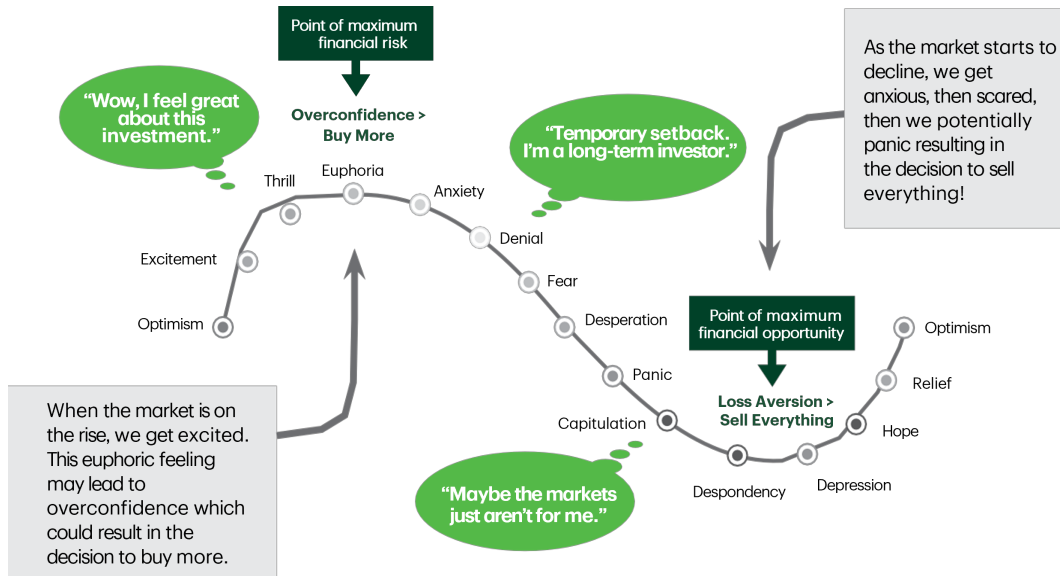 Point of maximum
financial risk
Overconfidence >
Buy More
“Wow, I feel great
about this
investment.”
“Temporary setback.
I’m a long-term investor.”
As the market starts to
decline, we get
anxious, then scared,
then we potentially
panic resulting in
the decision to sell
everything!
Optimism
Excitement
Thrill
Euphoria
Anxiety
Denial
Fear
Desperation
Panic
Capitulation
Despondency
Depression
Hope
Relief
Optimism
Point of maximum
financial opportunity
Loss Aversion >
Sell Everything
When the market is on
the rise, we get excited.
This euphoric feeling
may lead to
overconfidence which
could result in the
decision to buy more.
“Maybe the markets
just aren’t for me.”